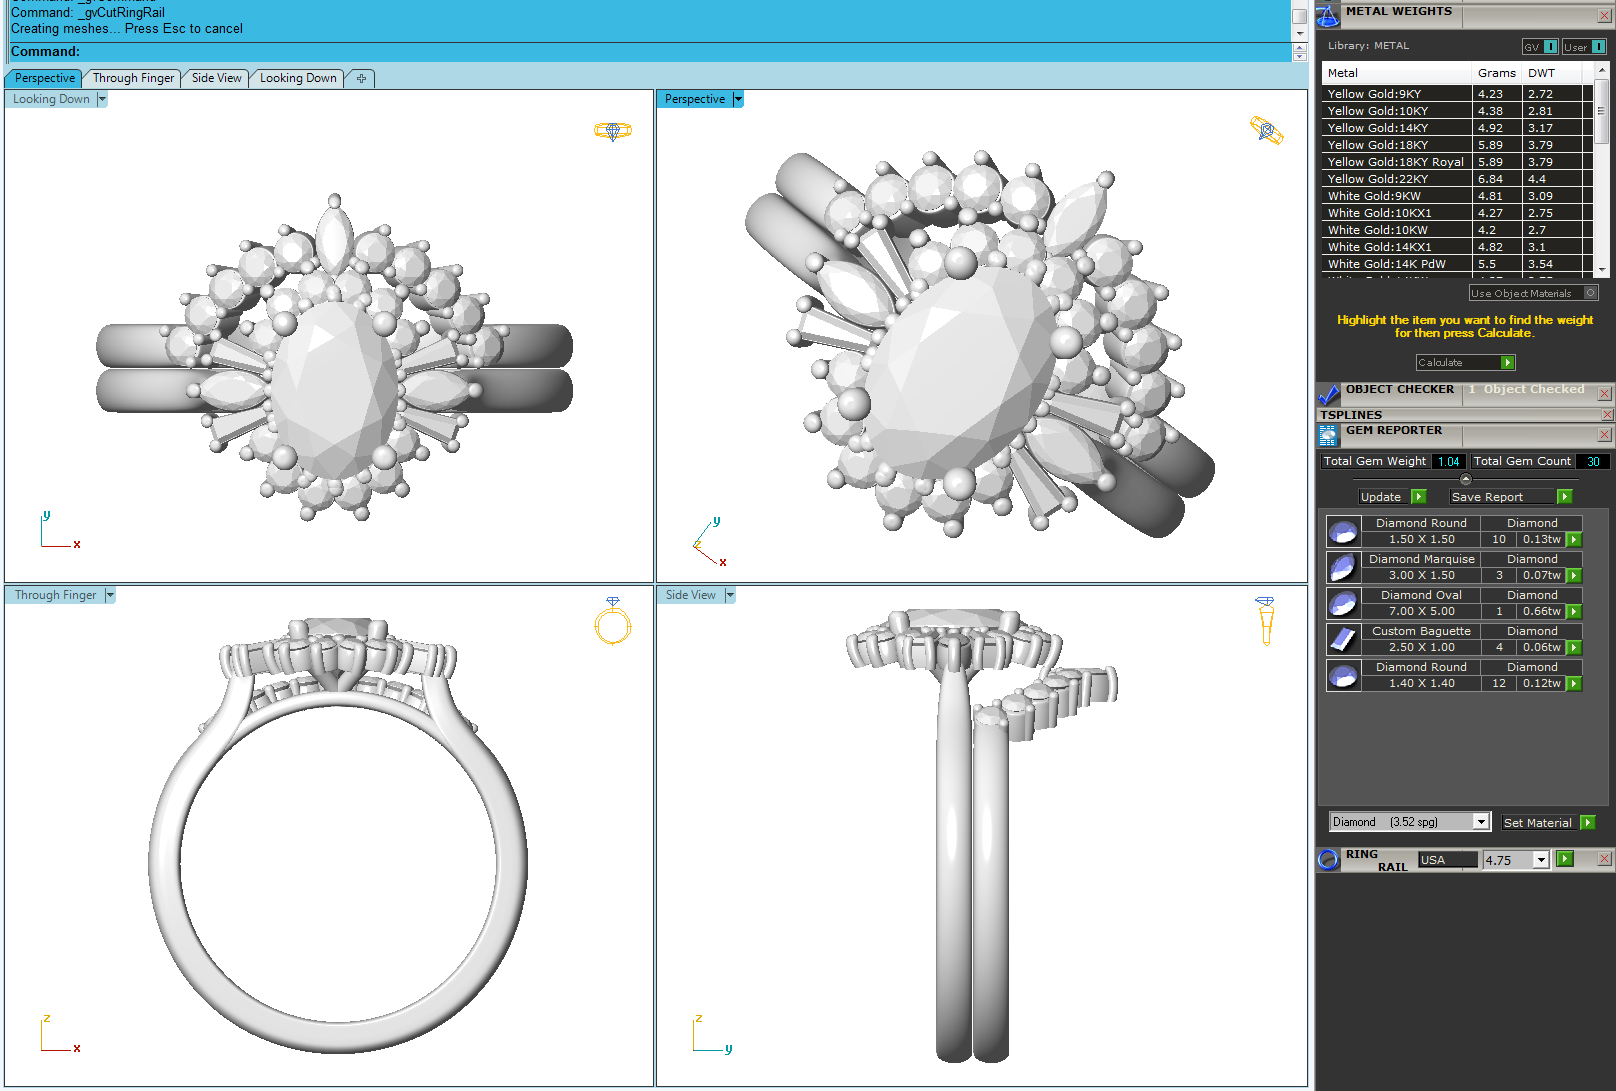 Command: _gvCutRingRail
Creating meshes... Press Esc to cancel
Command:
Perspective
Through Finger
Side View
Looking Down
Looking Down
Perspective
y
x
y
z
x
Through Finger
Side View
z
x
z
y
METAL WEIGHTS
Library: METAL
GV
User
Metal Grams DWT
Yellow Gold:9KY 4.23 2.72
Yellow Gold:10KY 4.38 2.81
Yellow Gold:14KY 4.92 3.17
Yellow Gold:18KY 5.89 3.79
Yellow Gold:18KY Royal 5.89 3.79
Yellow Gold:22KY 6.84 4.4
White Gold:9KW 4.81 3.09
White Gold:10KX1 4.27 2.75
White Gold:10KW 4.2 2.7
White Gold:14KX1 4.82 3.1
White Gold:14K PdW 5.5 3.54
Use Object Materials
Highlight the item you want to find the weight
for then press Calculate.
Calculate
OBJECT CHECKER 1 Object Checked
TSPLINES
GEM REPORTER
Total Gem Weight 1.04 Total Gem Count 30
Update Save Report
Diamond Round Diamond
1.50 X 1.50 10 0.13tw
Diamond Marquise Diamond
3.00 X 1.50 3 0.07tw
Diamond Oval Diamond
7.00 X 5.00 1 0.66tw
Custom Baguette Diamond
2.50 X 1.00 4 0.06tw
Diamond Round Diamond
1.40 X 1.40 12 0.12tw
Diamond (3.52 spg) Set Material
RING RAIL USA 4.75